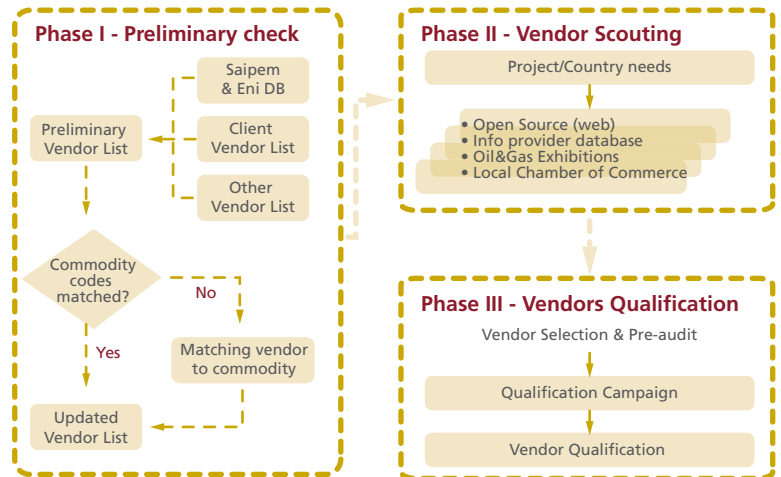 Phase I - Preliminary check
Saipem
& Eni DB
Preliminary
Vendor List
Client
Vendor List
Other
Vendor List
Commodity
codes
matched?
No
Yes
Matching vendor
to commodity
Updated
Vendor List
Phase II - Vendor Scouting
Project/Country needs
• Open Source (web)
• Info provider database
• Oil&Gas Exhibitions
• Local Chamber of Commerce
Phase III - Vendors Qualification
Vendor Selection & Pre-audit
Qualification Campaign
Vendor Qualification